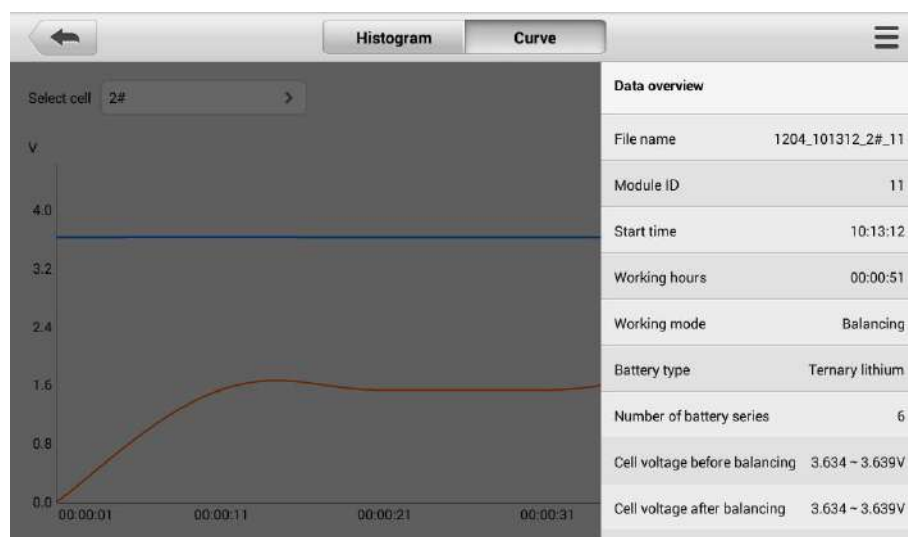 Histogram Curve
Select cell 2# >
V
4.0
3.2
2.4
1.6
0.8
0.0
00:00:01 00:00:11 00:00:21 00:00:31
Data overview
File name 1204_101312_2#_11
Module ID 11
Start time 10:13:12
Working hours 00:00:51
Working mode Balancing
Battery type Ternary lithium
Number of battery series 6
Cell voltage before balancing 3.634 ~ 3.639V
Cell voltage after balancing 3.634 ~ 3.639V